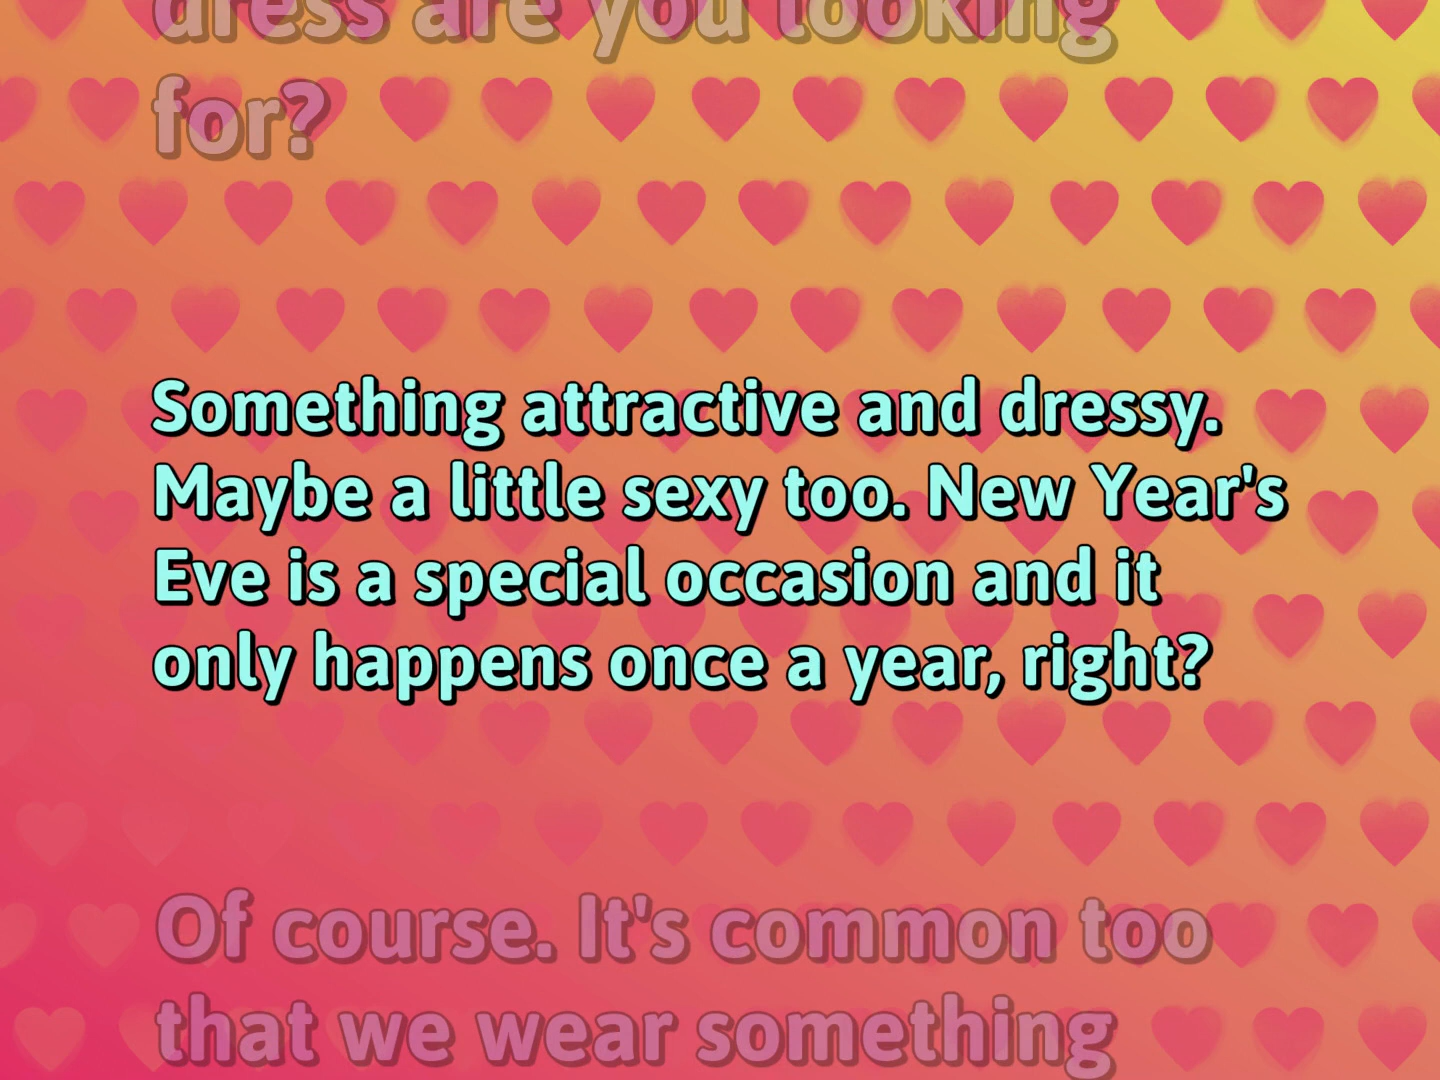 dress are you looking
for?
Something attractive and dressy.
Maybe a little sexy too. New Year's
Eve is a special occasion and it
only happens once a year, right?
Of course. It's common too
that we wear something